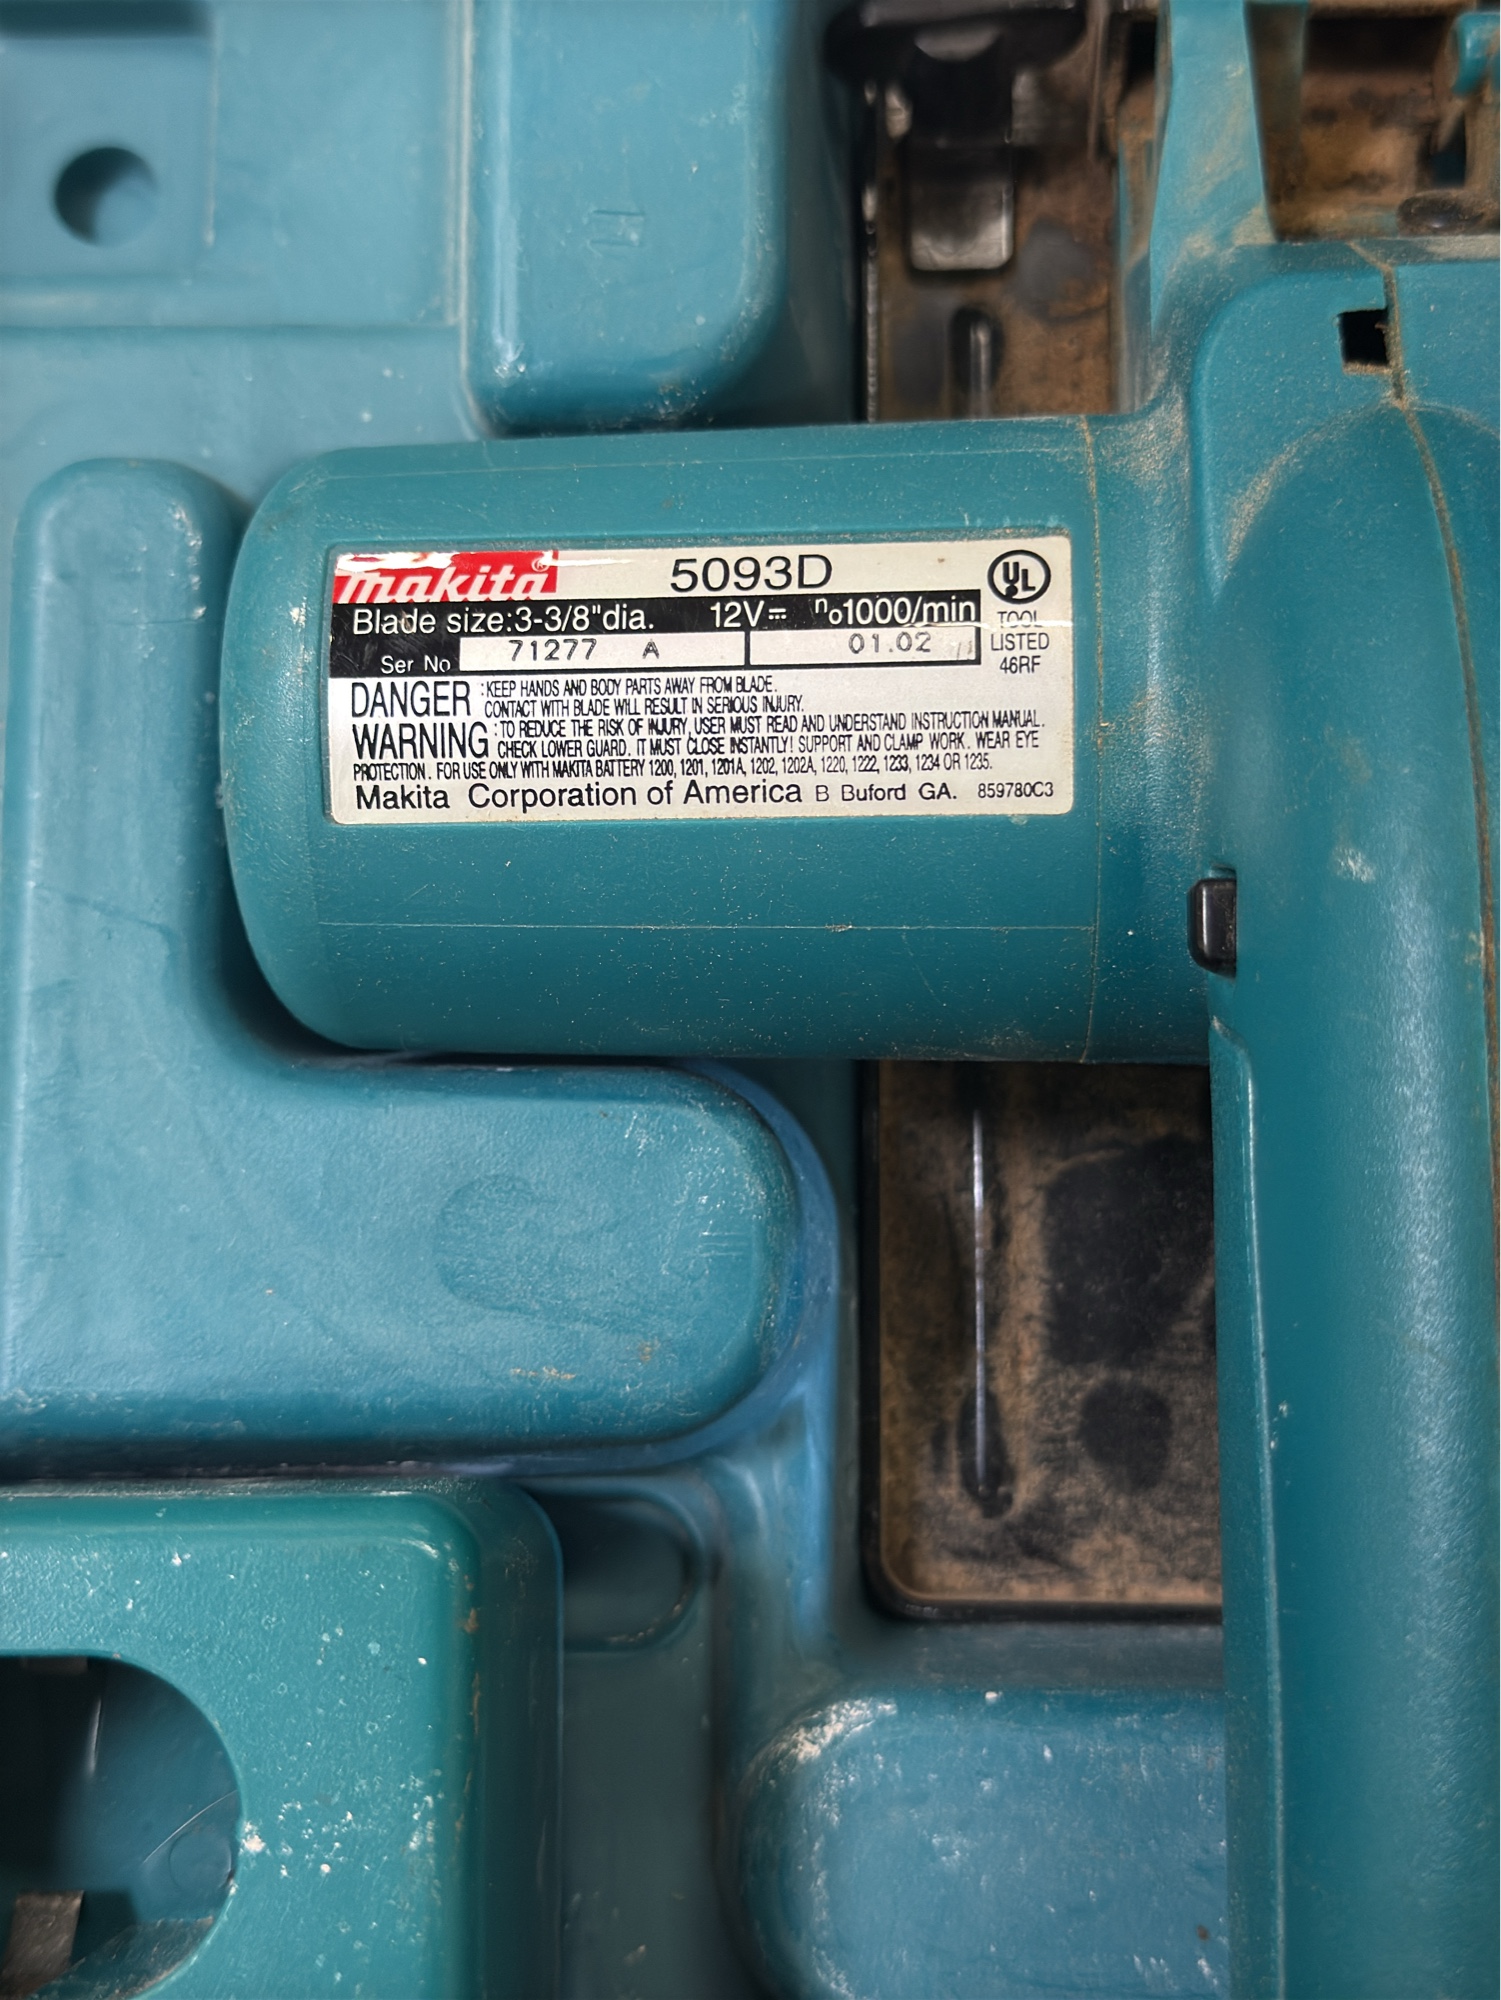 makita® 5093D
Blade size:3-3/8"dia. 12V⎓ no1000/min
Ser No 71277 A 01.02
UL
TOOL
LISTED
46RF
DANGER :KEEP HANDS AND BODY PARTS AWAY FROM BLADE.
CONTACT WITH BLADE WILL RESULT IN SERIOUS INJURY.
WARNING :TO REDUCE THE RISK OF INJURY, USER MUST READ AND UNDERSTAND INSTRUCTION MANUAL.
CHECK LOWER GUARD. IT MUST CLOSE INSTANTLY! SUPPORT AND CLAMP WORK. WEAR EYE
PROTECTION. FOR USE ONLY WITH MAKITA BATTERY 1200, 1201, 1201A, 1202, 1202A, 1220, 1222, 1233, 1234 OR 1235.
Makita Corporation of America B Buford GA. 859780C3